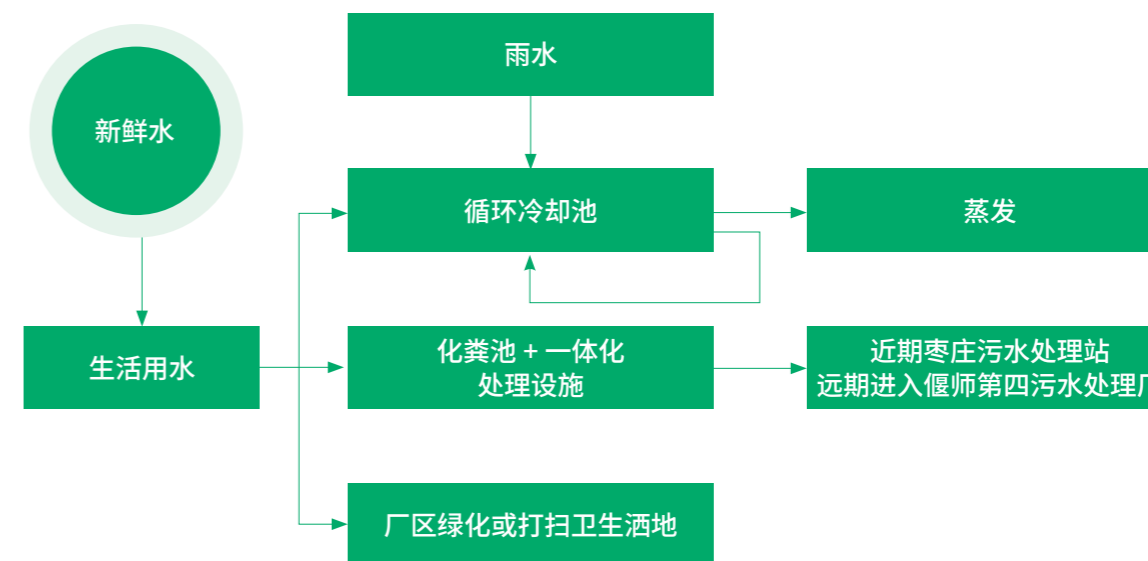 雨水
新鲜水
循环冷却池
蒸发
生活用水
化粪池 + 一体化
处理设施
近期枣庄污水处理站
远期进入偃师第四污水处理厂
厂区绿化或打扫卫生洒地